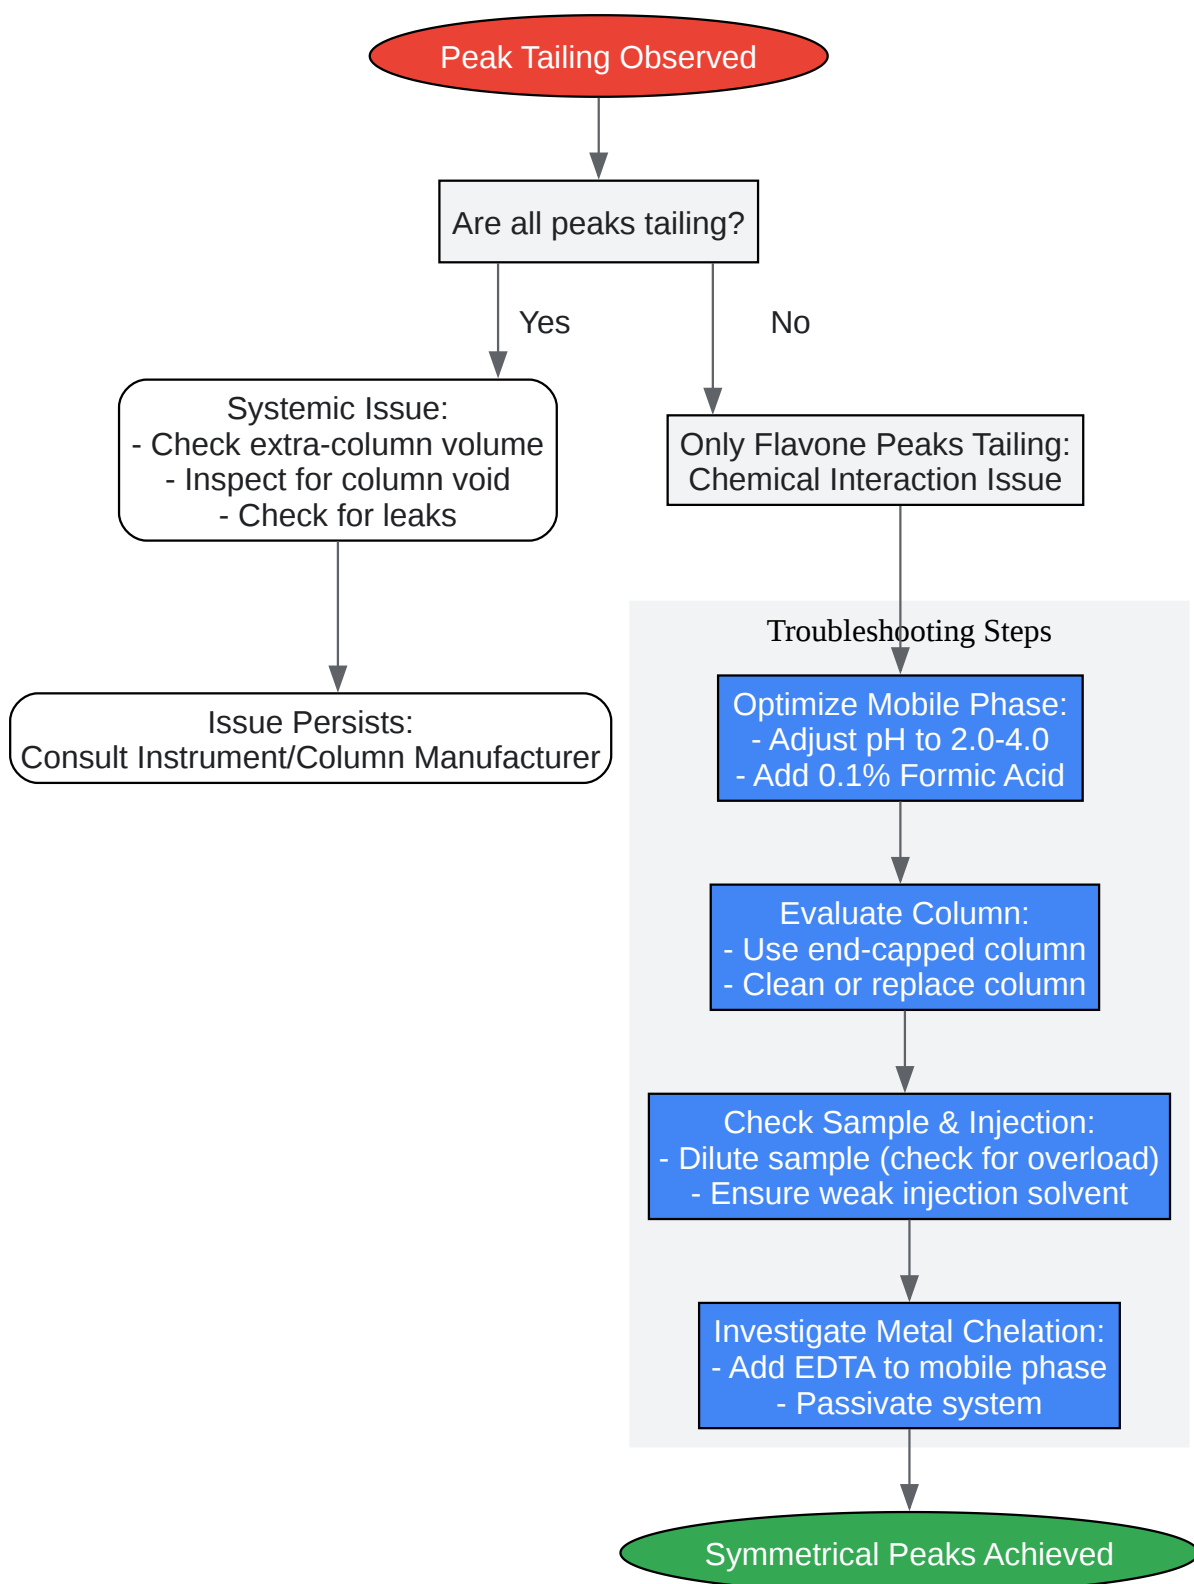 Peak Tailing Observed
Are all peaks tailing?
Yes
No
Systemic Issue:
- Check extra-column volume
- Inspect for column void
- Check for leaks
Only Flavone Peaks Tailing:
Chemical Interaction Issue
Issue Persists:
Consult Instrument/Column Manufacturer
Troubleshooting Steps
Optimize Mobile Phase:
- Adjust pH to 2.0-4.0
- Add 0.1% Formic Acid
Evaluate Column:
- Use end-capped column
- Clean or replace column
Check Sample & Injection:
- Dilute sample (check for overload)
- Ensure weak injection solvent
Investigate Metal Chelation:
- Add EDTA to mobile phase
- Passivate system
Symmetrical Peaks Achieved